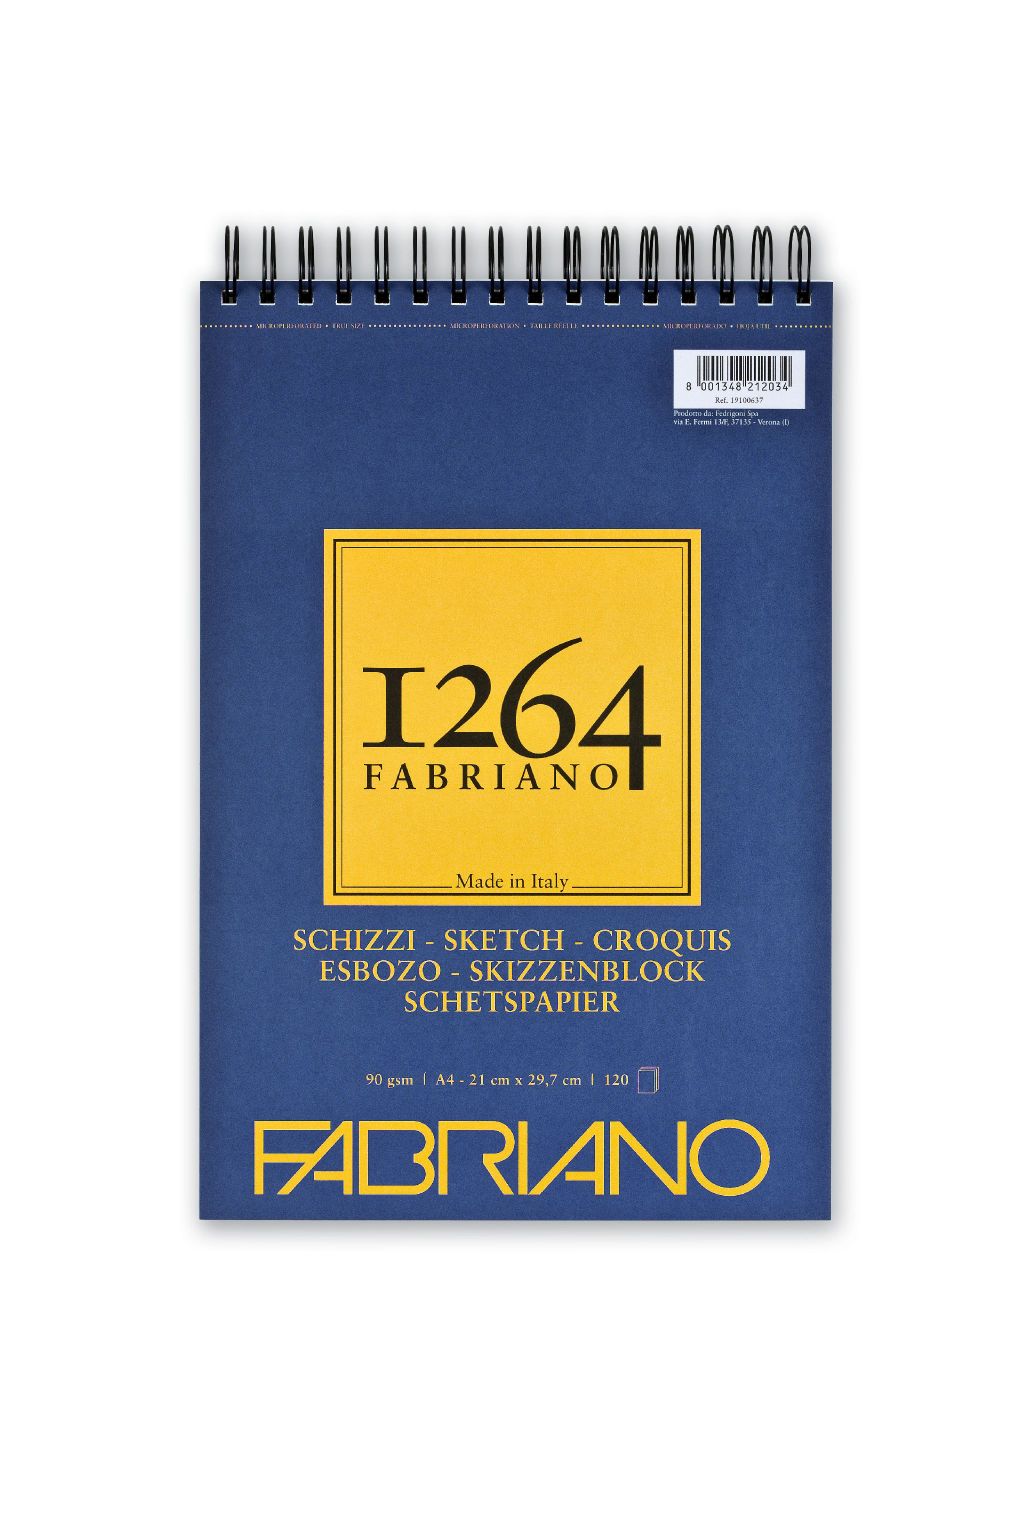 MICROPERFORATED • TRUE SIZE MICROPERFORATION • TAILLE RÉELLE MICROPERFORADO • HOJA ÚTIL
8 001348 212034
Ref. 19100637
Prodotto da: Fedrigoni Spa
via E. Fermi 13/F, 37135 - Verona (I)
1264
FABRIANO
Made in Italy
SCHIZZI - SKETCH - CROQUIS
ESBOZO - SKIZZENBLOCK
SCHETSPAPIER
90 gsm | A4 - 21 cm x 29,7 cm | 120
FABRIANO